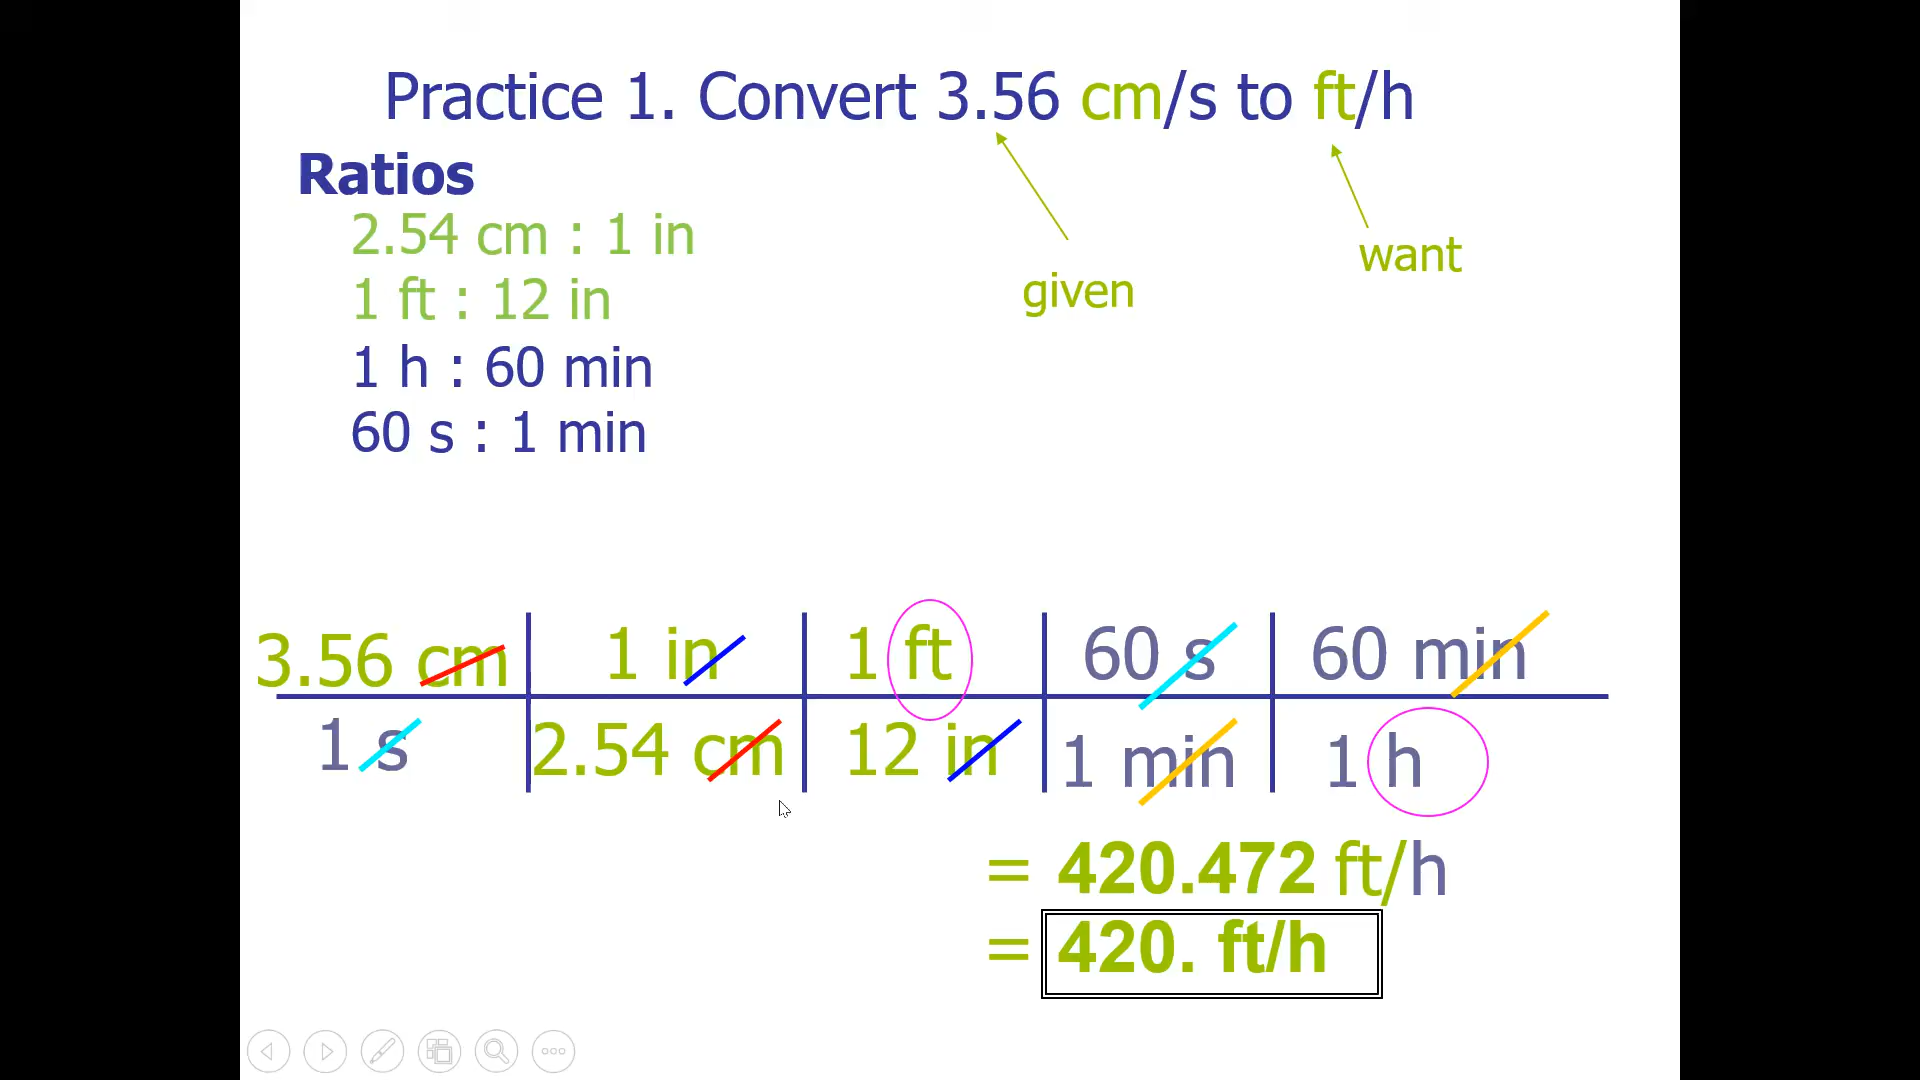 Practice 1. Convert 3.56 cm/s to ft/h
Ratios
2.54 cm : 1 in
given
want
1 ft : 12 in
1 h : 60 min
60 s : 1 min
3.56 cm 1 in 1 ft 60 s 60 min
1 s 2.54 cm 12 in 1 min 1 h
= 420.472 ft/h
= 420. ft/h